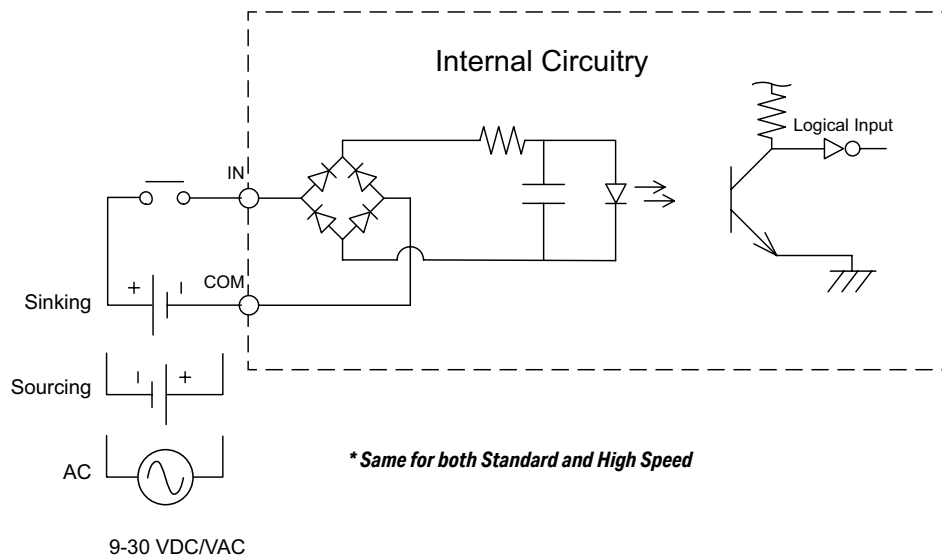 Internal Circuitry
Logical Input
IN
COM
+ –
Sinking
– +
Sourcing
AC
* Same for both Standard and High Speed
9-30 VDC/VAC